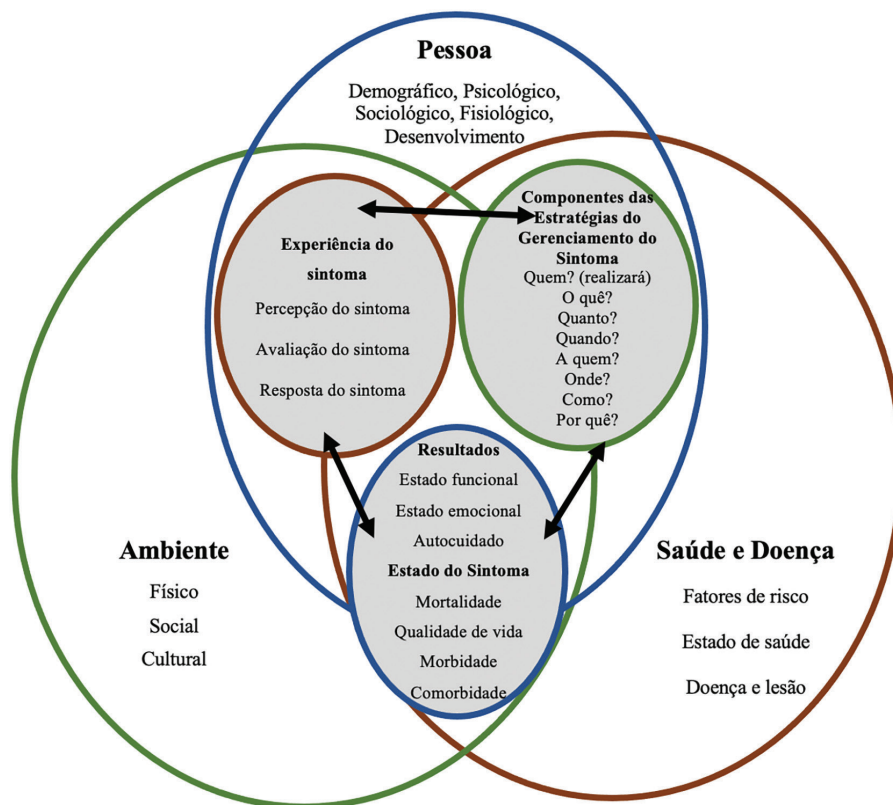 Pessoa
Demográfico, Psicológico,
Sociológico, Fisiológico,
Desenvolvimento
Experiência do
sintoma
Percepção do sintoma
Avaliação do sintoma
Resposta do sintoma
Componentes das
Estratégias do
Gerenciamento do
Sintoma
Quem? (realizará)
O quê?
Quanto?
Quando?
A quem?
Onde?
Como?
Por quê?
Resultados
Estado funcional
Estado emocional
Autocuidado
Estado do Sintoma
Mortalidade
Qualidade de vida
Morbidade
Comorbidade
Ambiente
Físico
Social
Cultural
Saúde e Doença
Fatores de risco
Estado de saúde
Doença e lesão